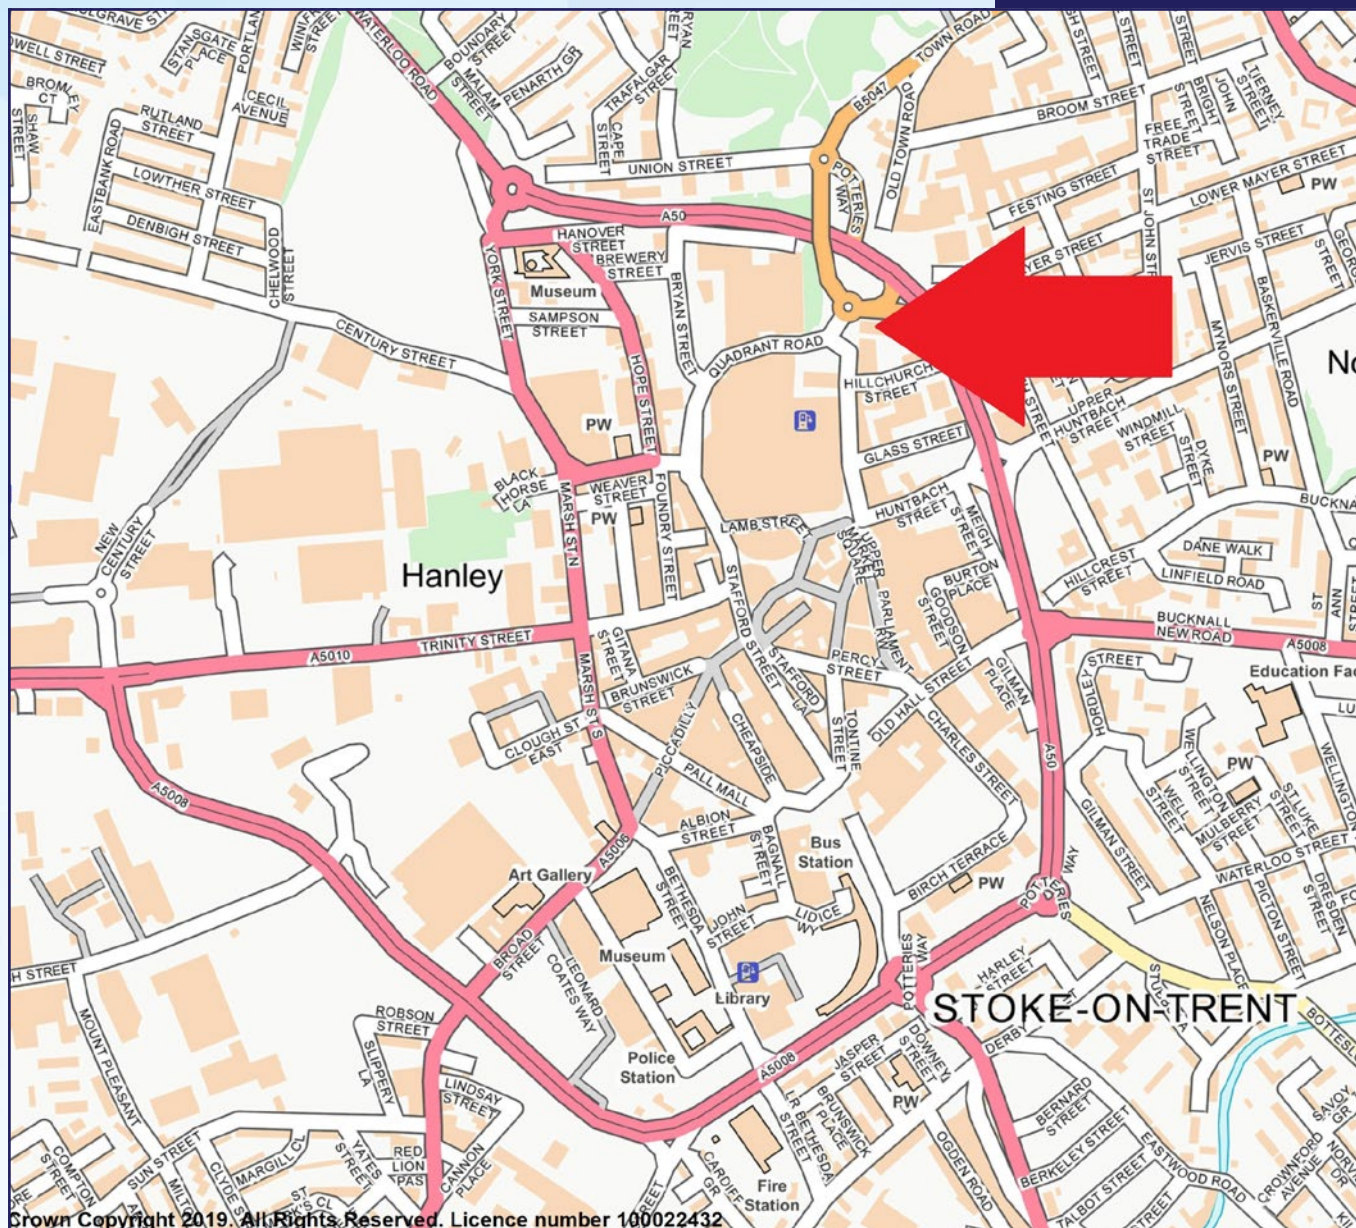 STANSGATE
PLACE
WATERLOO ROAD
BOUNDARY
STREET
MALAM
STREET
PENARTH GR
TRAFALGAR
STREET
CAPE
STREET
UNION STREET
B5047
TOWN ROAD
OLD TOWN ROAD
BROOM STREET
BRIGHT
STREET
JOHN
STREET
TIERNEY
STREET
FREE
TRADE
STREET
BROMLEY
CT
SHAW
STREET
RUTLAND
STREET
CECIL
AVENUE
EASTBANK ROAD
LOWTHER STREET
DENBIGH STREET
CHELWOOD
STREET
CENTURY STREET
YORK STREET
A50
POTTERIES
WAY
HANOVER
STREET
BREWERY
STREET
Museum
SAMPSON
STREET
BRYAN STREET
HOPE STREET
QUADRANT ROAD
HILLCHURCH
STREET
GLASS STREET
FESTING STREET
ST JOHN STREET
LOWER MAYER STREET
PW
JERVIS STREET
MYNORS STREET
BASKERVILLE ROAD
UPPER
HUNTBACH
STREET
WINDMILL
STREET
DYKE
STREET
PW
PW
BLACK
HORSE
LA
WEAVER
STREET
PW
FOUNDRY STREET
MARSH ST N
LAMB STREET
HUNTBACH
STREET
MEIGH
STREET
UPPER
MARKET
SQUARE
NEW
CENTURY
STREET
Hanley
STAFFORD STREET
PARLIAMENT
ROW
BURTON
PLACE
GOODSON
STREET
HILLCREST
STREET
DANE WALK
LINFIELD ROAD
ST
ANN
STREET
BUCKNALL
NEW ROAD
A5008
A5010
TRINITY STREET
GITANA
STREET
MARSH ST S
BRUNSWICK
STREET
PICCADILLY
CHEAPSIDE
STAFFORD
LA
PERCY
STREET
TONTINE
STREET
OLD HALL STREET
GILMAN
PLACE
CHARLES STREET
HORDLEY STREET
CLOUGH ST
EAST
PALL MALL
ALBION
STREET
BAGNALL
STREET
Bus
Station
BIRCH TERRACE
PW
A50
GILMAN STREET
WELLINGTON
STREET
WELL
STREET
MULBERRY
STREET
PW
ST LUKE
STREET
WATERLOO STREET
NELSON PLACE
PICTON STREET
DRESDEN
STREET
A5008
A5006
Art Gallery
BROAD
STREET
BETHESDA
STREET
JOHN
STREET
LIDICE
WY
Museum
Library
LEONARD
COATES WAY
POTTERIES
WAY
POTTERIES
WAY
HARLEY
STREET
STOKE-ON-TRENT
MOUNT PLEASANT
ROBSON
STREET
SLIPPERY
LA
LINDSAY
STREET
Police
Station
A5008
JASPER
STREET
DOWNEY
STREET
PW
BRUNSWICK
PLACE
LR BETHESDA
STREET
OGDEN ROAD
BERNARD
STREET
BERKELEY STREET
TALBOT STREET
EASTWOOD ROAD
CROWNFORD
AVENUE
SAVOY
GR
COMPTON
STREET
SUN STREET
MARGILL CL
YATES
STREET
RED
LION
PAS
CANNON
PLACE
CARDIFF
GR
Fire
Station
Crown Copyright 2019. All Rights Reserved. Licence number 100022432